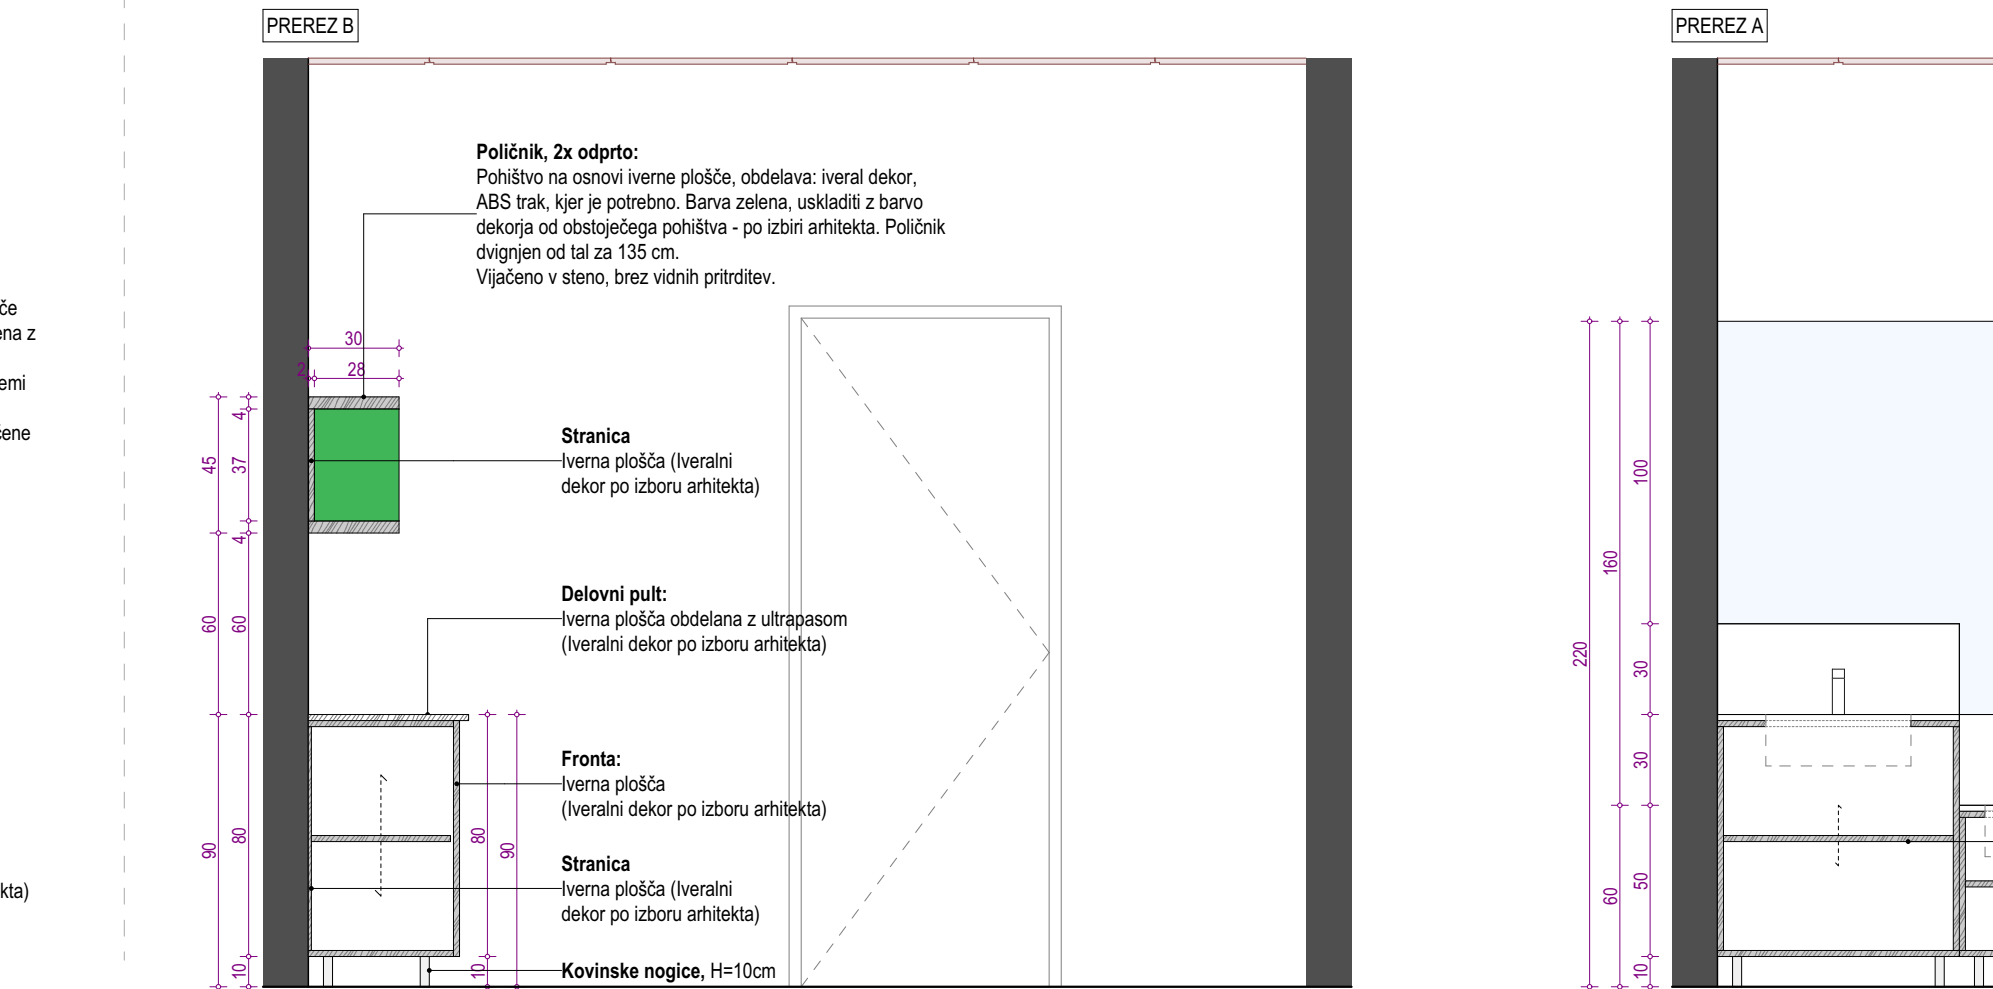 PREREZ B
PREREZ A
Poličnik, 2x odprto:
Pohištvo na osnovi iverne plošče, obdelava: iveral dekor,
ABS trak, kjer je potrebno. Barva zelena, uskladiti z barvo
dekorja od obstoječega pohištva - po izbiri arhitekta. Poličnik
dvignjen od tal za 135 cm.
Vijačeno v steno, brez vidnih pritrditev.
če
ena z
emi
čene
kta)
30
2
28
4
45
37
4
60
60
90
80
10
80
90
10
Stranica
Iverna plošča (Iveralni
dekor po izboru arhitekta)
Delovni pult:
Iverna plošča obdelana z ultrapasom
(Iveralni dekor po izboru arhitekta)
Fronta:
Iverna plošča
(Iveralni dekor po izboru arhitekta)
Stranica
Iverna plošča (Iveralni
dekor po izboru arhitekta)
Kovinske nogice, H=10cm
100
160
220
30
30
50
60
10